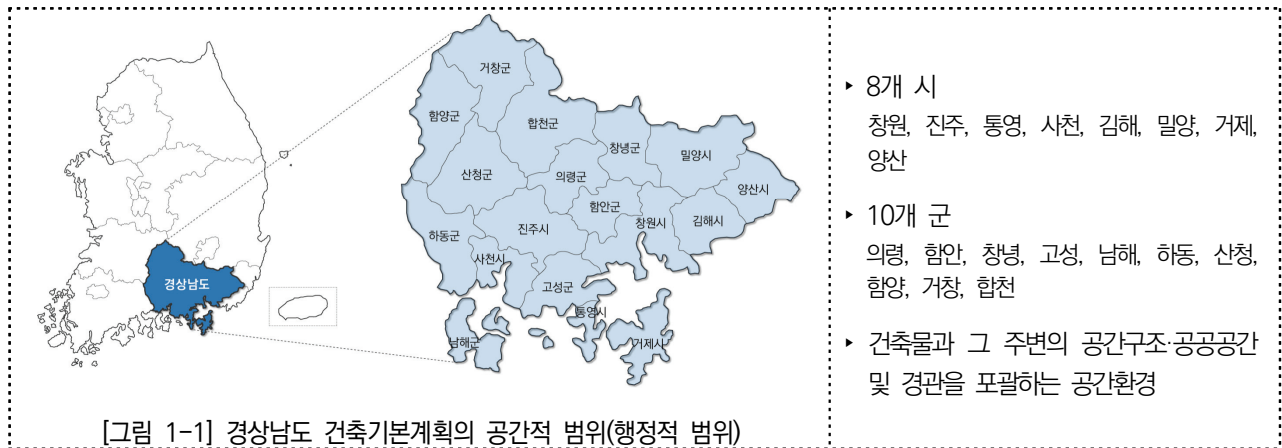 경상남도
거창군
함양군
합천군
창녕군
밀양시
산청군
의령군
양산시
함안군
진주시
창원시
김해시
하동군
사천시
고성군
통영시
남해군
거제시
[그림 1-1] 경상남도 건축기본계획의 공간적 범위(행정적 범위)
‣ 8개 시
창원, 진주, 통영, 사천, 김해, 밀양, 거제,
양산
‣ 10개 군
의령, 함안, 창녕, 고성, 남해, 하동, 산청,
함양, 거창, 합천
‣ 건축물과 그 주변의 공간구조·공공공간
및 경관을 포괄하는 공간환경